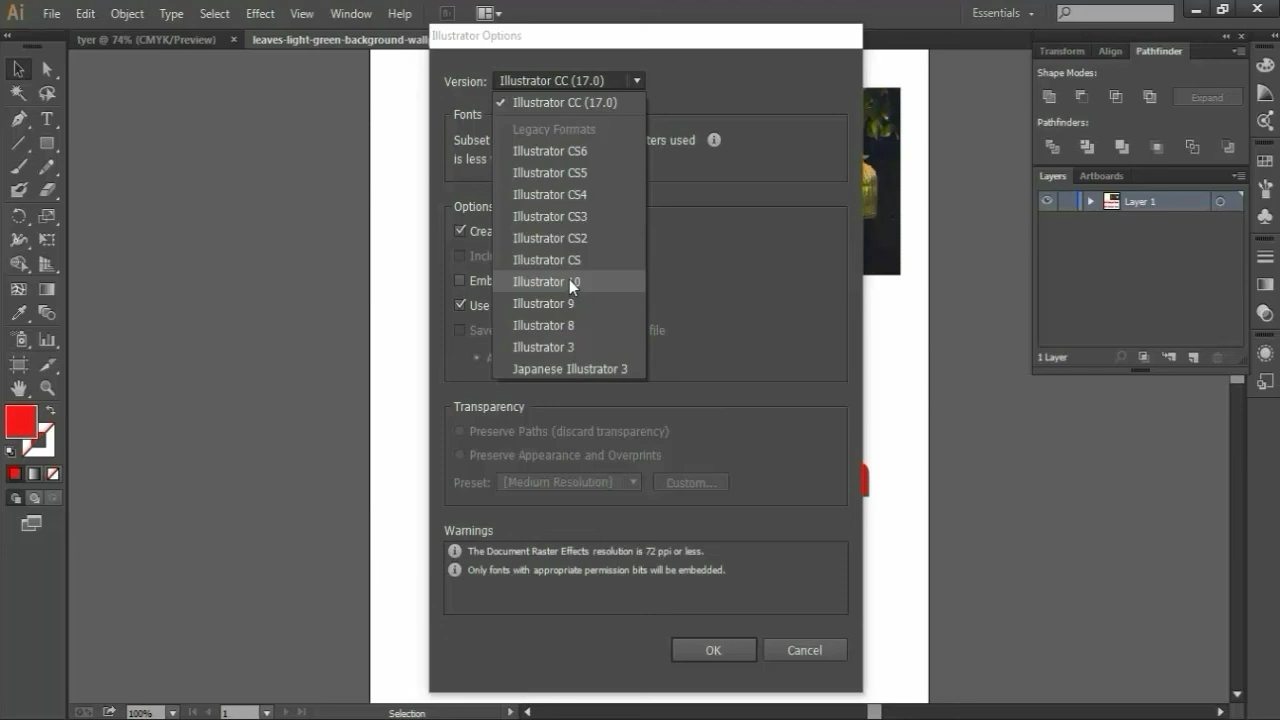 Ai File Edit Object Type Select Effect View Window Help Br Essentials
tyer @ 74% (CMYK/Preview) × leaves-light-green-background-wall
Illustrator Options
Version: Illustrator CC (17.0)
Illustrator CC (17.0)
Legacy Formats
Illustrator CS6
Illustrator CS5
Illustrator CS4
Illustrator CS3
Illustrator CS2
Illustrator CS
Illustrator 10
Illustrator 9
Illustrator 8
Illustrator 3
Japanese Illustrator 3
Fonts
Subset ters used
is less
Options
Crea
Inclu
Emb
Use
Save file
A
Transparency
Preserve Paths (discard transparency)
Preserve Appearance and Overprints
Preset: [Medium Resolution] Custom...
Warnings
The Document Raster Effects resolution is 72 ppi or less.
Only fonts with appropriate permission bits will be embedded.
OK Cancel
Transform Align Pathfinder
Shape Modes:
Expand
Pathfinders:
Layers Artboards
Layer 1
1 Layer
100% 1 Selection